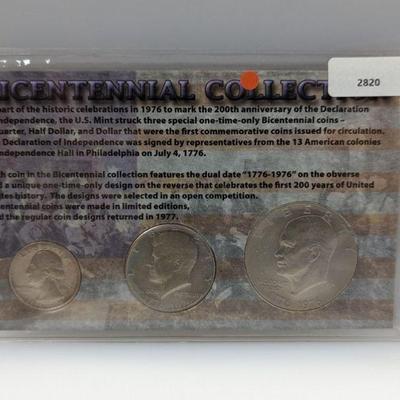 ICENTENNIAL COLLECT
2820
part of the historic celebrations in 1976 to mark the 200th anniversary of the Declaration
Independence, the U.S. Mint struck three special one-time-only Bicentennial coins –
uarter, Half Dollar, and Dollar that were the first commemorative coins issued for circulation.
Declaration of Independence was signed by representatives from the 13 American colonies
ndependence Hall in Philadelphia on July 4, 1776.
ch coin in the Bicentennial collection features the dual date "1776-1976" on the obverse
d a unique one-time-only design on the reverse that celebrates the first 200 years of United
tes history. The designs were selected in an open competition.
entennial coins were made in limited editions,
d the regular coin designs returned in 1977.